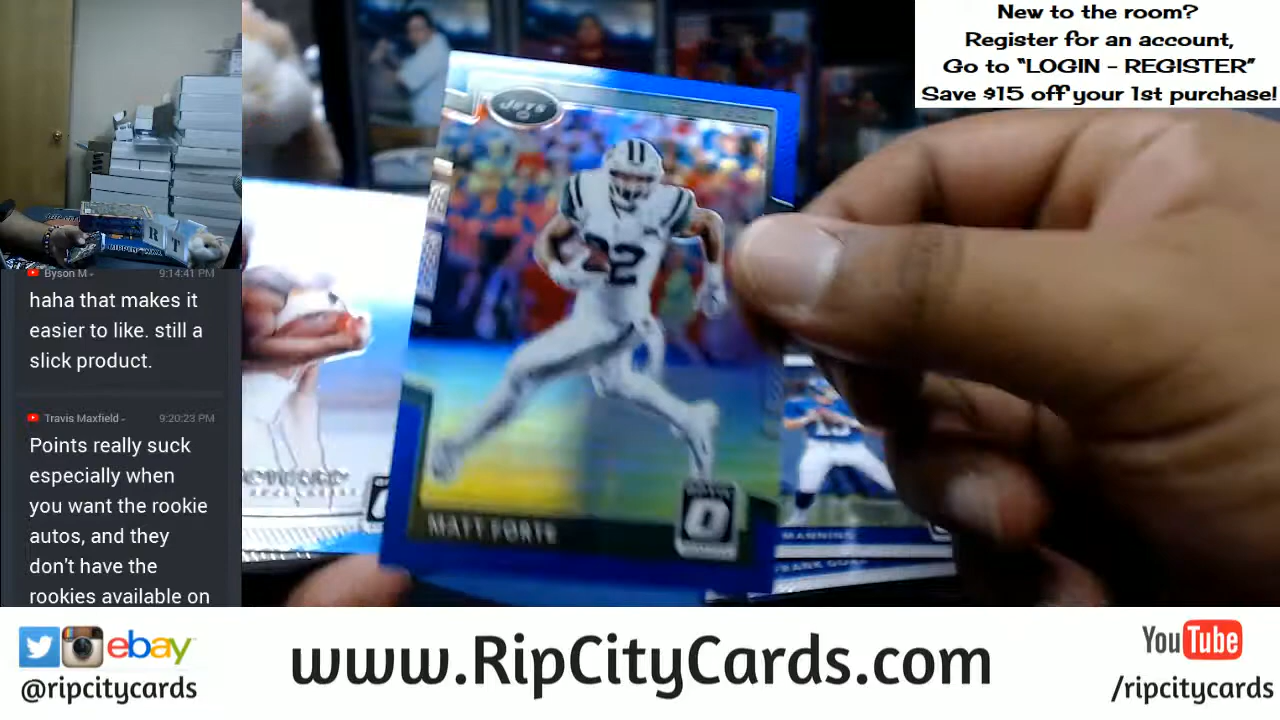 New to the room?
Register for an account,
Go to "LOGIN - REGISTER"
Save $15 off your 1st purchase!
JETS
22
MATT FORTE
MANNING
FRANK GORE
R T
Byson M
9:14:41 PM
haha that makes it
easier to like. still a
slick product.
Travis Maxfield
9:20:23 PM
Points really suck
especially when
you want the rookie
autos, and they
don't have the
rookies available on
ebay
@ripcitycards
www.RipCityCards.com
YouTube
/ripcitycards